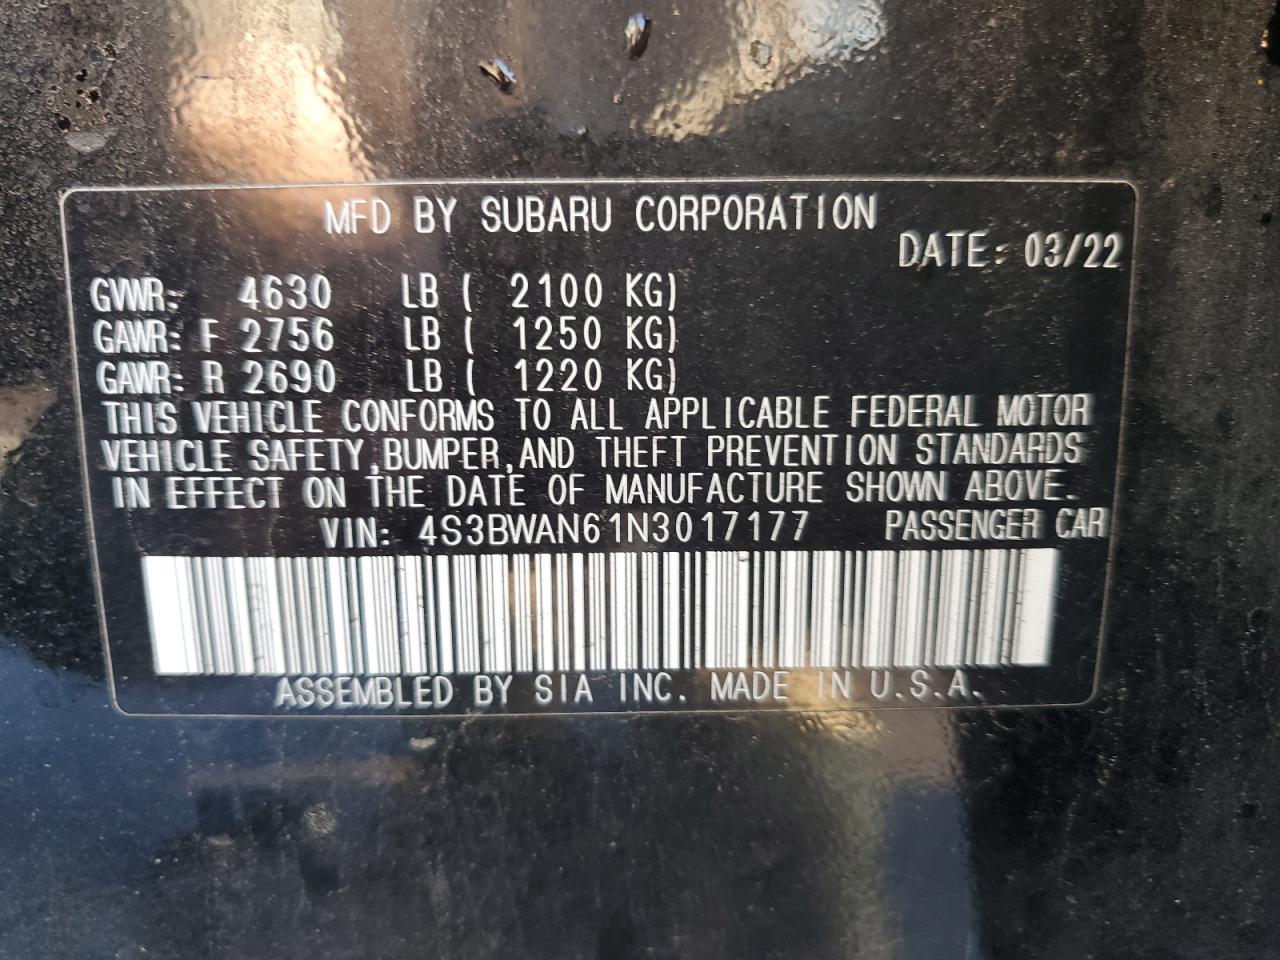 MFD BY SUBARU CORPORATION
DATE: 03/22
GVWR: 4630 LB ( 2100 KG)
GAWR: F 2756 LB ( 1250 KG)
GAWR: R 2690 LB ( 1220 KG)
THIS VEHICLE CONFORMS TO ALL APPLICABLE FEDERAL MOTOR
VEHICLE SAFETY,BUMPER,AND THEFT PREVENTION STANDARDS
IN EFFECT ON THE DATE OF MANUFACTURE SHOWN ABOVE.
VIN: 4S3BWAN61N3017177 PASSENGER CAR
ASSEMBLED BY SIA INC. MADE IN U.S.A.